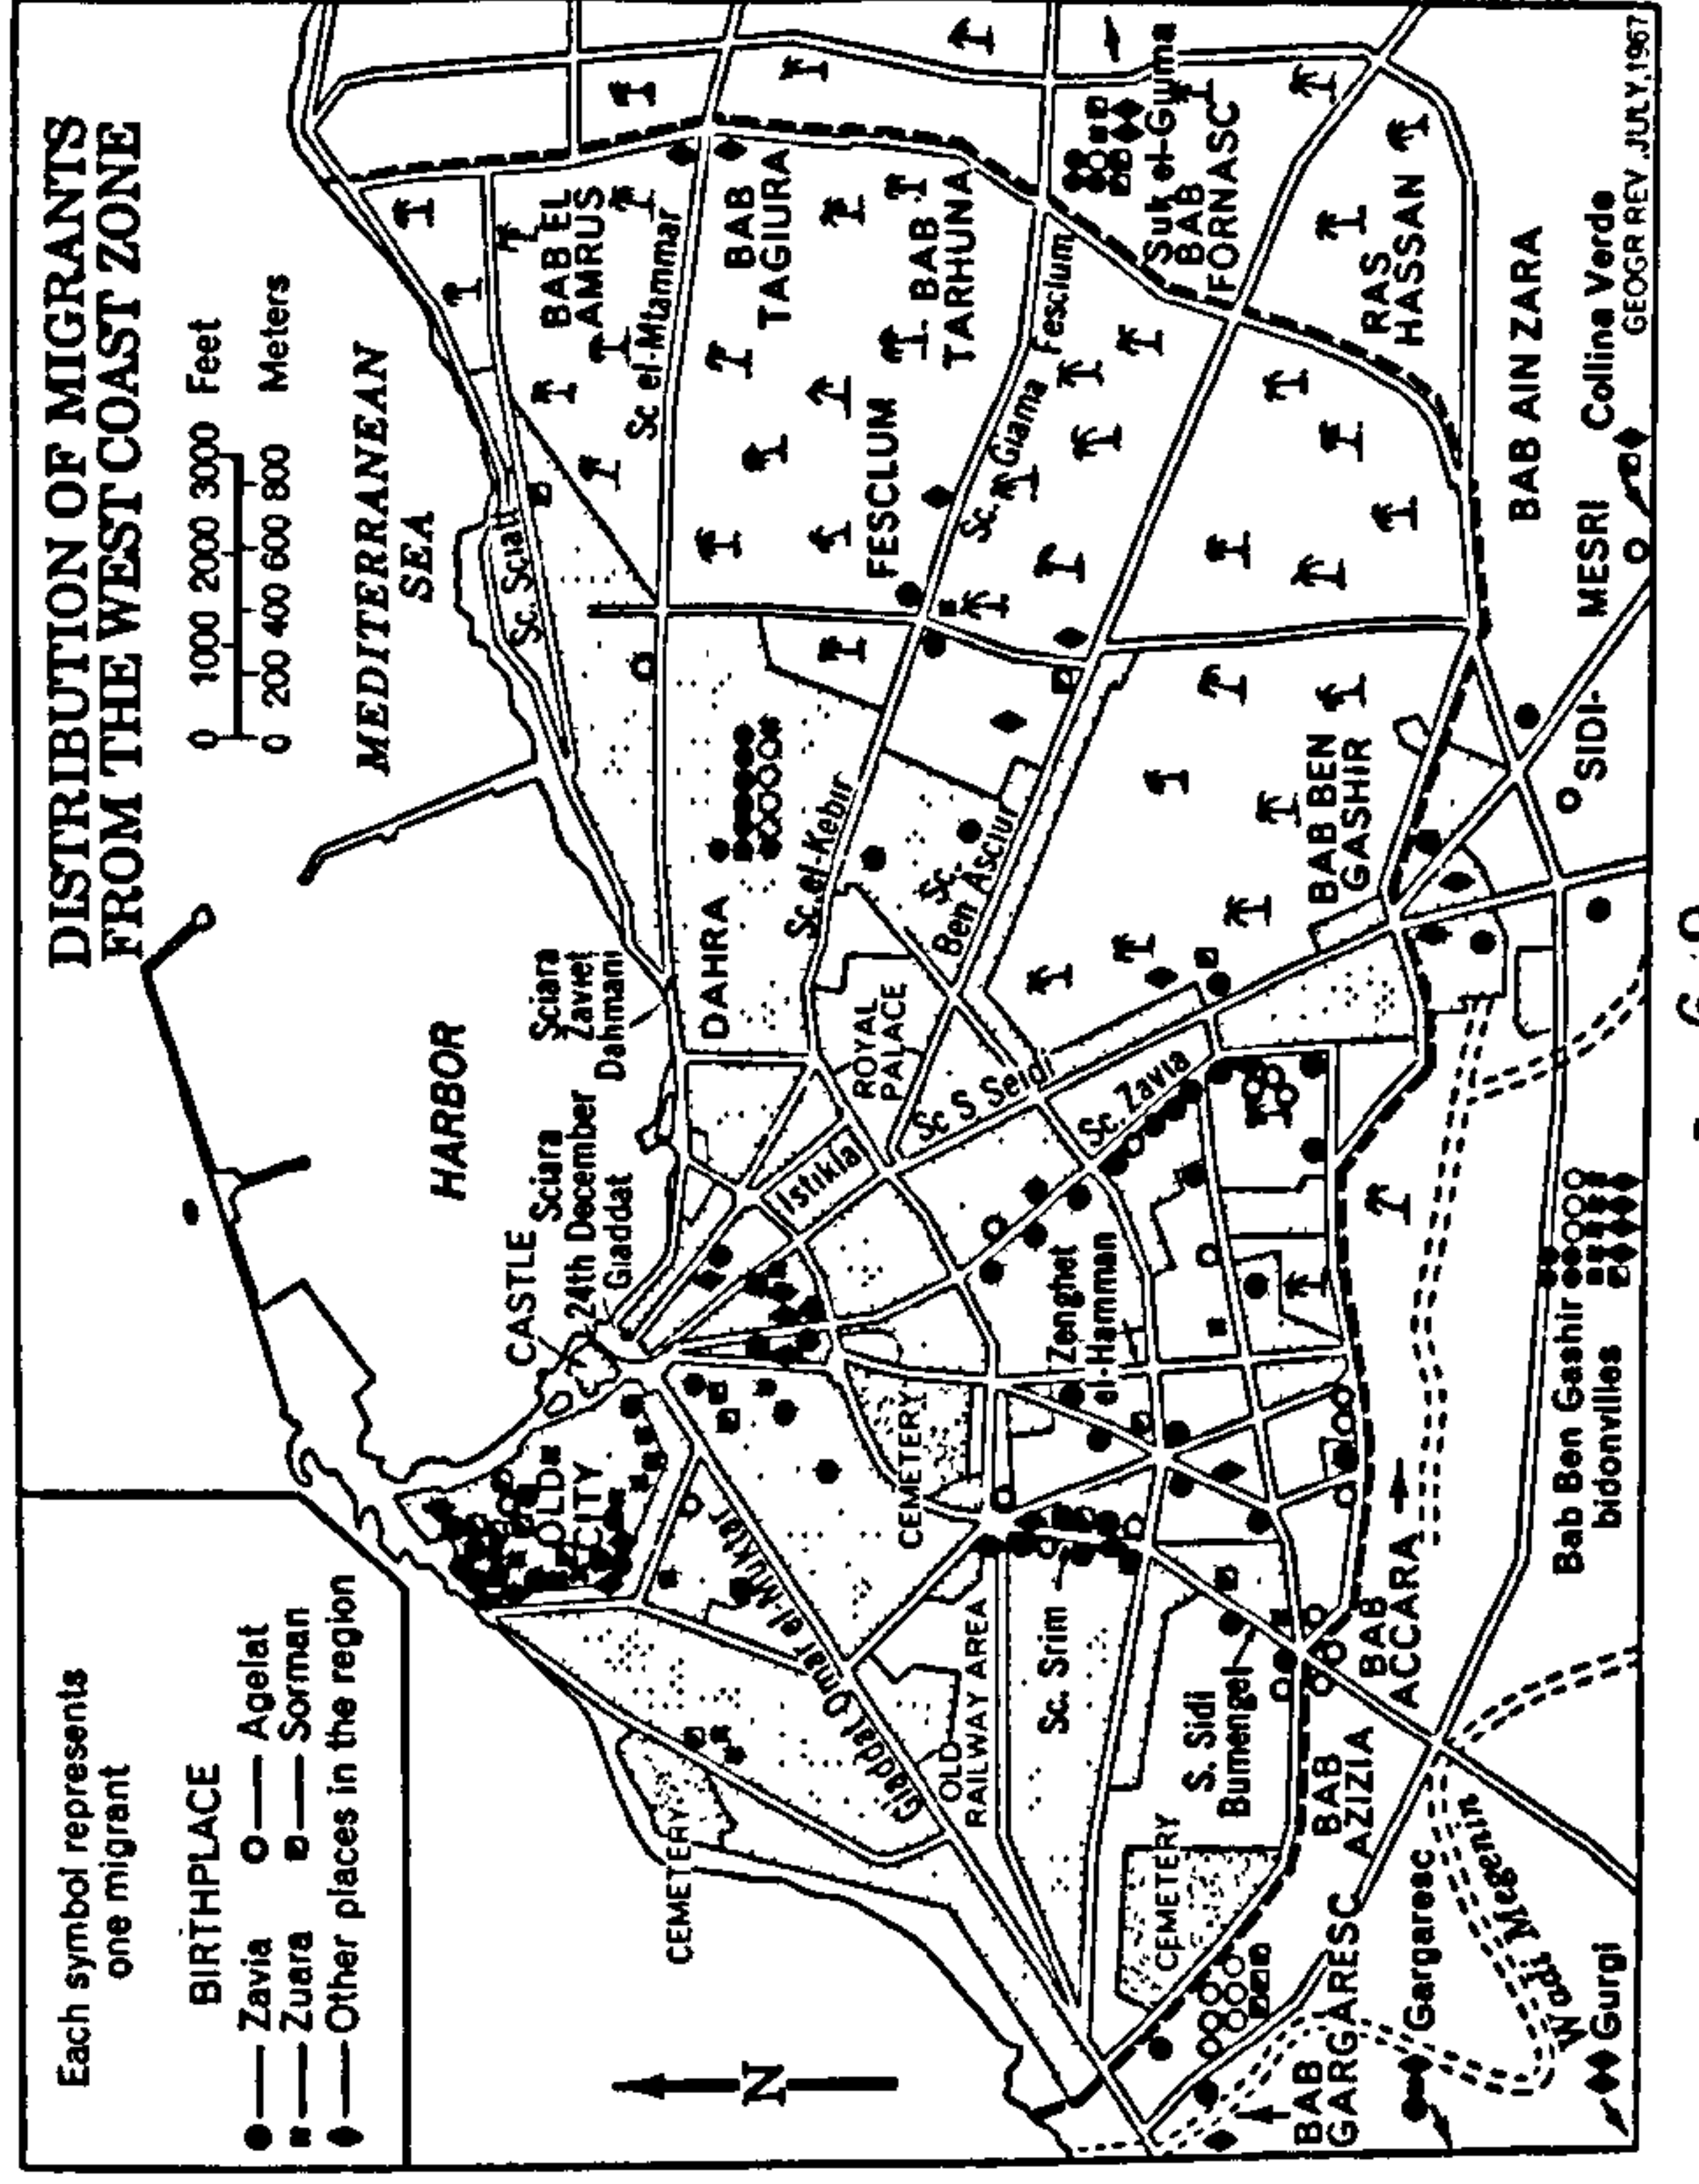 DISTRIBUTION OF MIGRANTS
FROM THE WEST COAST ZONE
0 1000 2000 3000 Feet
0 200 400 600 800 Meters
Each symbol represents
one migrant
BIRTHPLACE
Zavia
Agelat
Zuara
Sorman
Other places in the region
MEDITERRANEAN
SEA
HARBOR
N
CASTLE
Sciara
24th December
Giaddat
Sciara
Zaviet
Dahmani
Sc. Sciatt
OLD
CITY
CEMETERY
DAHRA
BAB EL
AMRUS
Sc el-Mtammar
BAB
TAGIURA
Istikla
ROYAL
PALACE
Sc. el-Kebir
FESCLUM
BAB
TARHUNA
Giaddat Omar el-Muktar
CEMETERY
Sc. S Seidi
Sc.
Ben Asciur
Sc. Giama
Fesclum
OLD
RAILWAY AREA
Zenghet
el-Hamman
Sc. Zavia
Sc. Srim
Suk el-Giuma
BAB
FORNASC
CEMETERY
S. Sidi
Bumengel
BAB BEN
GASHIR
RAS
HASSAN
BAB
GARGARESC
BAB
AZIZIA
BAB
ACCARA
Gargaresc
Wadi Megenin
BAB AIN ZARA
Gurgi
Bab Ben Gashir
bidonvilles
SIDI-
MESRI
Collina Verde
GEOGR REV. JULY, 1967